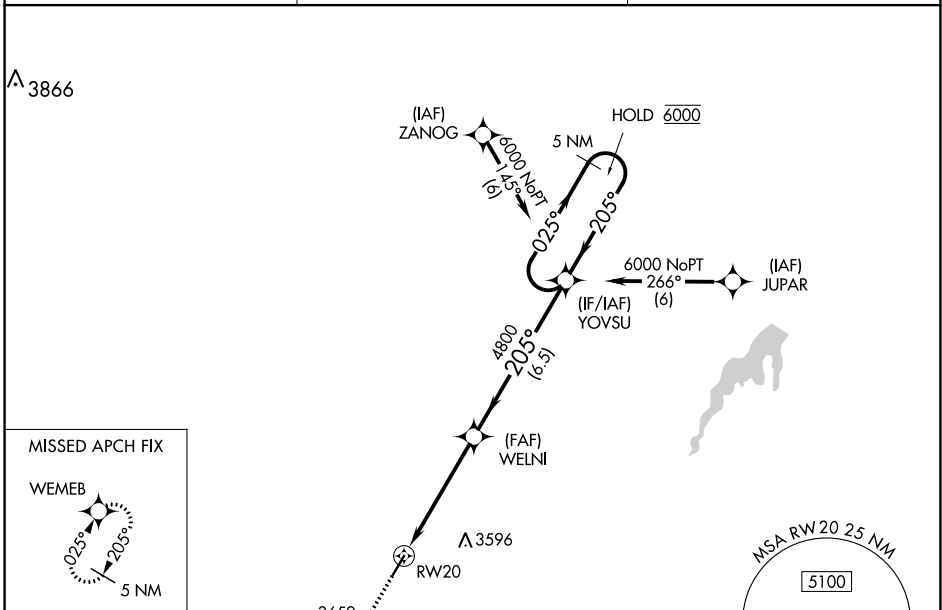 3866
(IAF)
ZANOG
6000 NoPT
145°
(6)
HOLD 6000
5 NM
025°
205°
6000 NoPT
266°
(6)
(IAF)
JUPAR
(IF/IAF)
YOVSU
4800
205°
(6.5)
(FAF)
WELNI
MISSED APCH FIX
WEMEB
025°
205°
5 NM
3596
RW20
MSA RW20 25 NM
5100